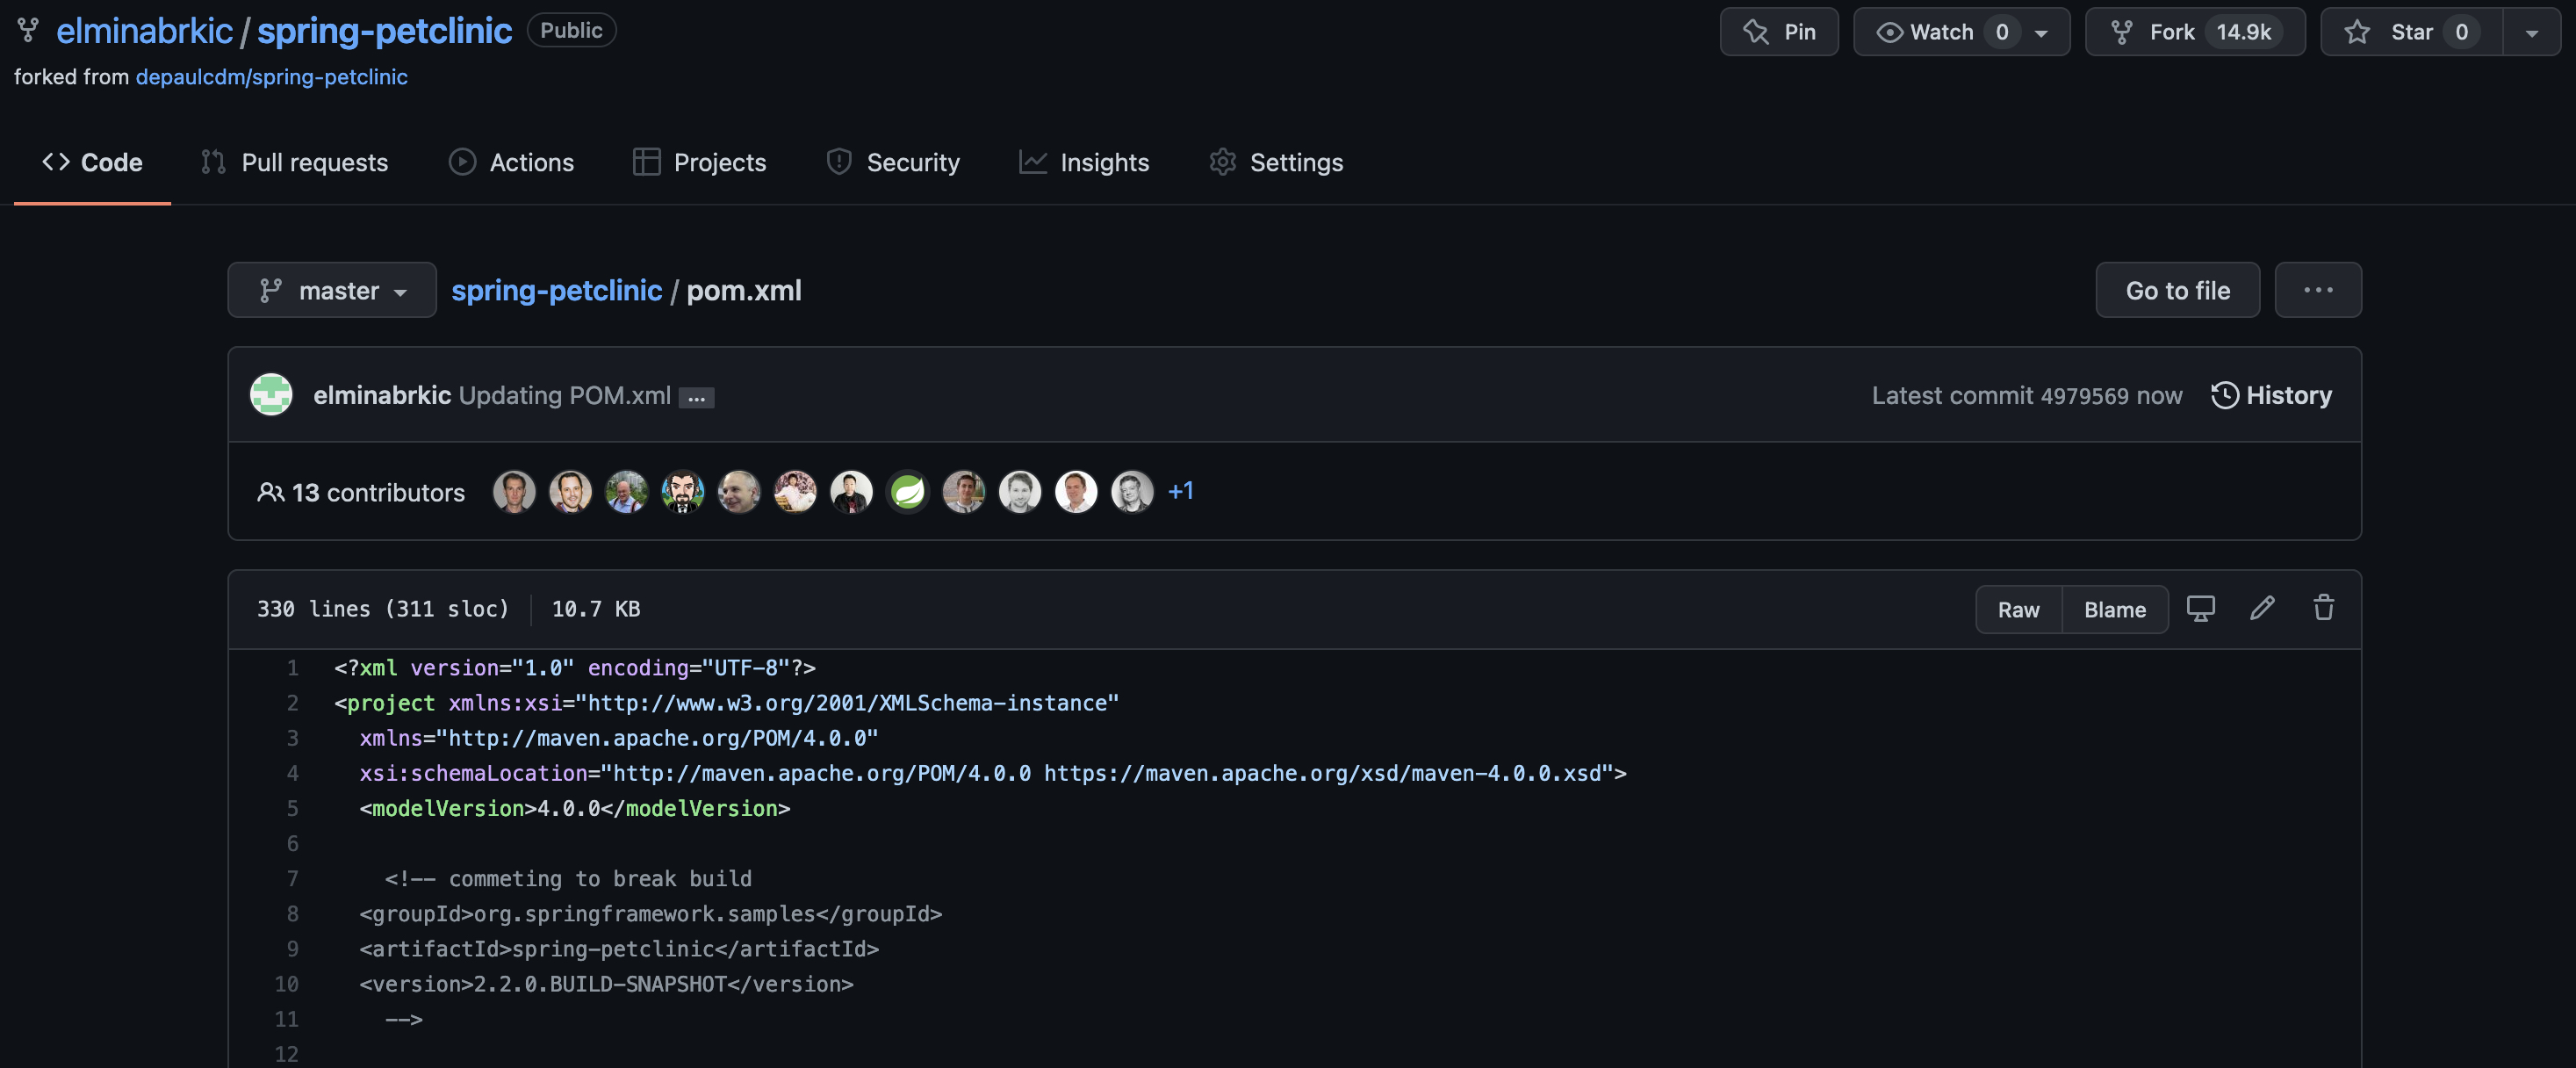 elminabrkic / spring-petclinic Public Pin Watch 0 Fork 14.9k Star 0
forked from depaulcdm/spring-petclinic
Code Pull requests Actions Projects Security Insights Settings
master spring-petclinic / pom.xml Go to file ...
elminabrkic Updating POM.xml ... Latest commit 4979569 now History
13 contributors +1
330 lines (311 sloc) 10.7 KB Raw Blame
1 <?xml version="1.0" encoding="UTF-8"?>
2 <project xmlns:xsi="http://www.w3.org/2001/XMLSchema-instance"
3 xmlns="http://maven.apache.org/POM/4.0.0"
4 xsi:schemaLocation="http://maven.apache.org/POM/4.0.0 https://maven.apache.org/xsd/maven-4.0.0.xsd">
5 <modelVersion>4.0.0</modelVersion>
6
7 <!-- commeting to break build
8 <groupId>org.springframework.samples</groupId>
9 <artifactId>spring-petclinic</artifactId>
10 <version>2.2.0.BUILD-SNAPSHOT</version>
11 -->
12